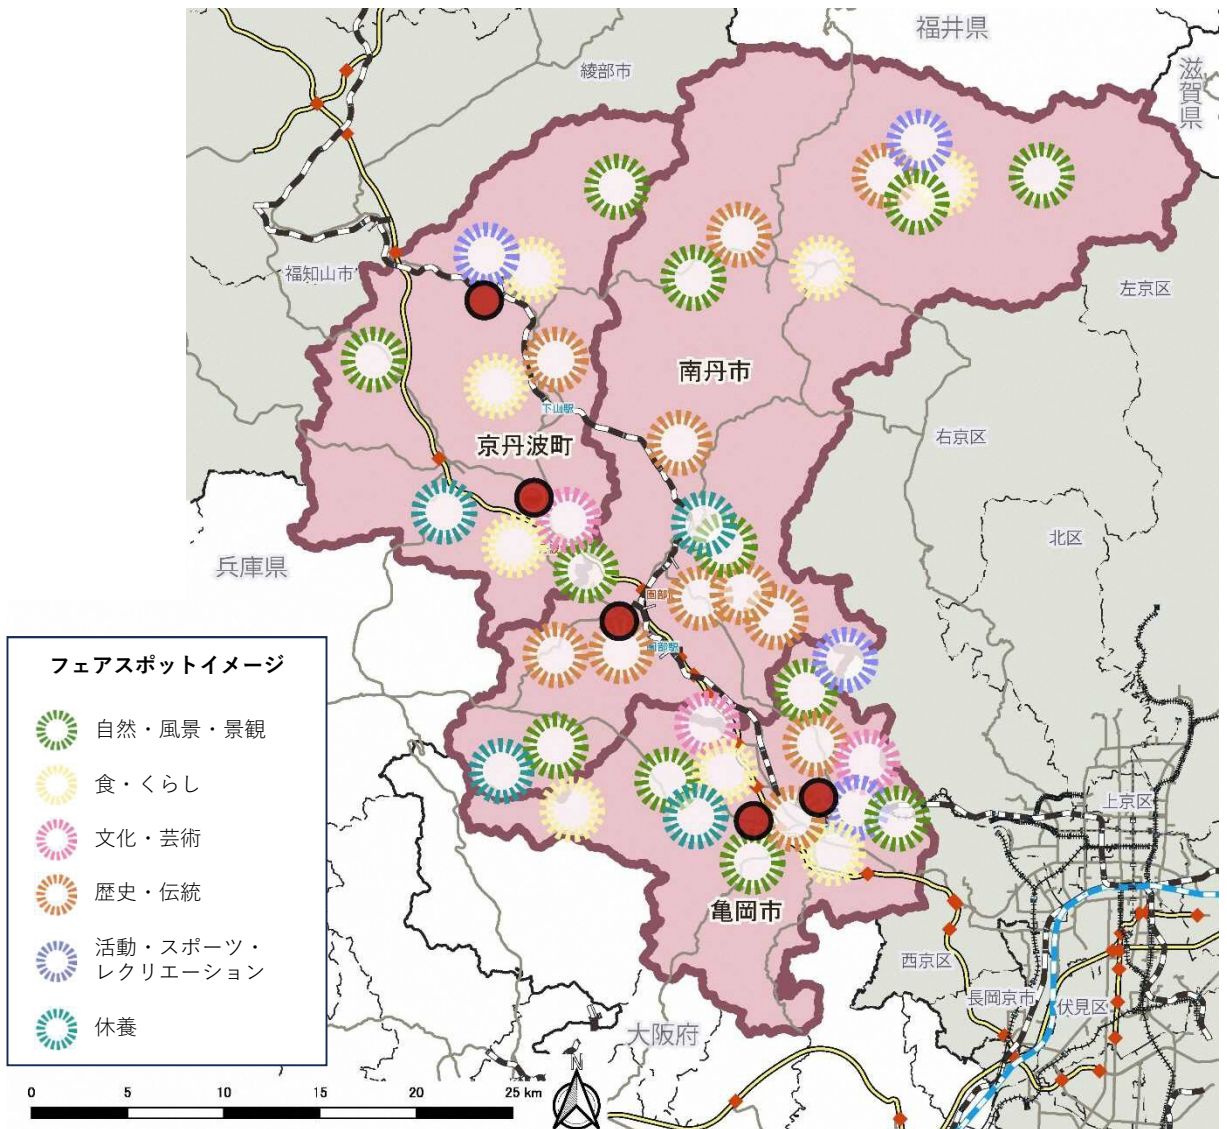 福井県
滋賀県
綾部市
福知山市
左京区
南丹市
下山駅
右京区
京丹波町
北区
兵庫県
園部
園部駅
フェアスポットイメージ
自然・風景・景観
食・くらし
文化・芸術
歴史・伝統
活動・スポーツ・
レクリエーション
休養
上京区
亀岡市
西京区
長岡京市
伏見区
大阪府
N
0 5 10 15 20 25 km